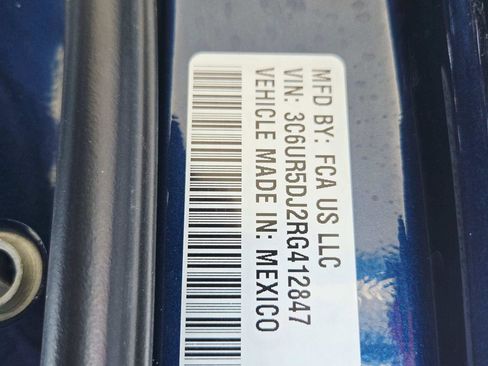 MFD BY: FCA US LLC
VIN: 3C6UR5DJ2RG412847
VEHICLE MADE IN: MEXICO